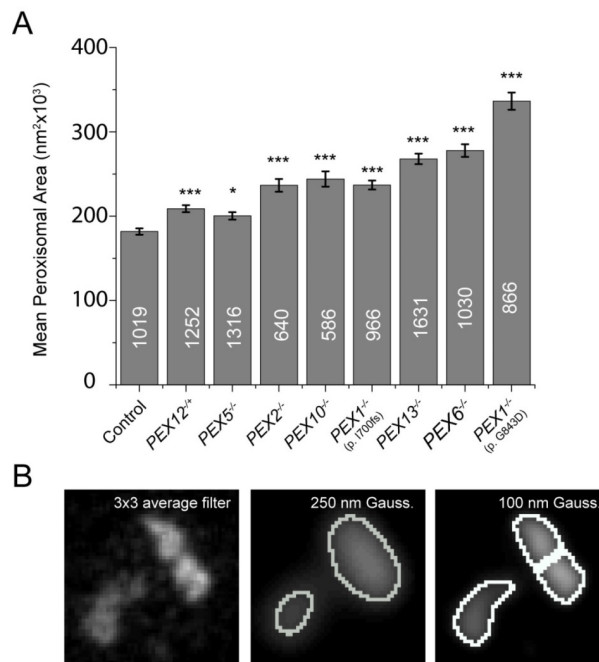 A
Mean Peroxisomal Area (nm²x10³)
400
300
200
100
0
***
*
***
***
***
***
***
***
1019
1252
1316
640
586
966
1631
1030
866
Control
PEX12⁻/⁺
PEX5⁻/⁻
PEX2⁻/⁻
PEX10⁻/⁻
PEX1⁻/⁻
(p. I700fs)
PEX13⁻/⁻
PEX6⁻/⁻
PEX1⁻/⁻
(p. G843D)
B
3x3 average filter
250 nm Gauss.
100 nm Gauss.